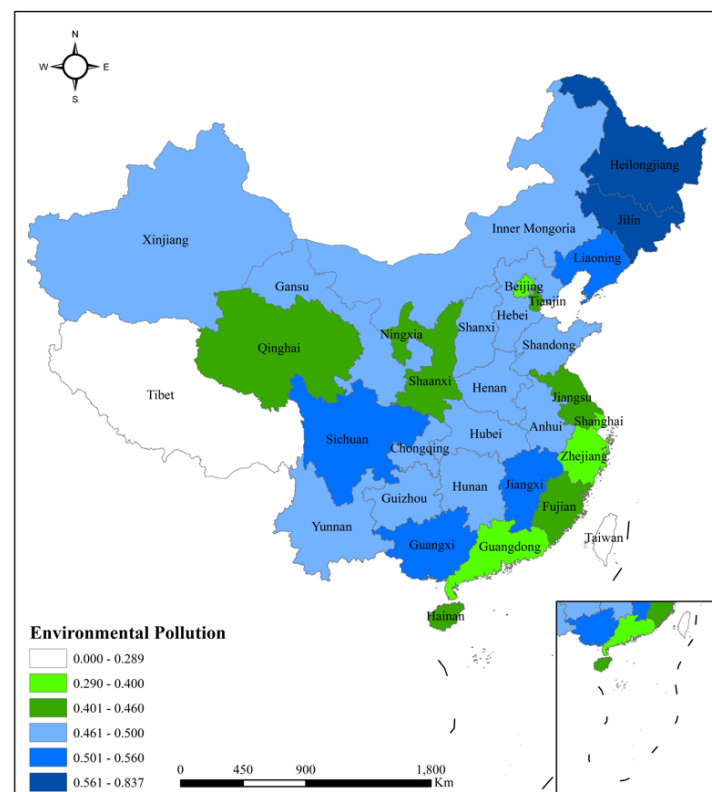 N
W E
S
Heilongjiang
Jilin
Inner Mongoria
Xinjiang
Liaoning
Gansu
Beijing
Tianjin
Hebei
Ningxia
Shanxi
Shandong
Qinghai
Shaanxi
Henan
Jiangsu
Tibet
Shanghai
Anhui
Sichuan
Hubei
Chongqing
Zhejiang
Jiangxi
Hunan
Guizhou
Fujian
Yunnan
Taiwan
Guangxi
Guangdong
Hainan
Environmental Pollution
0.000 - 0.289
0.290 - 0.400
0.401 - 0.460
0.461 - 0.500
0.501 - 0.560
0.561 - 0.837
0 450 900 1,800
Km